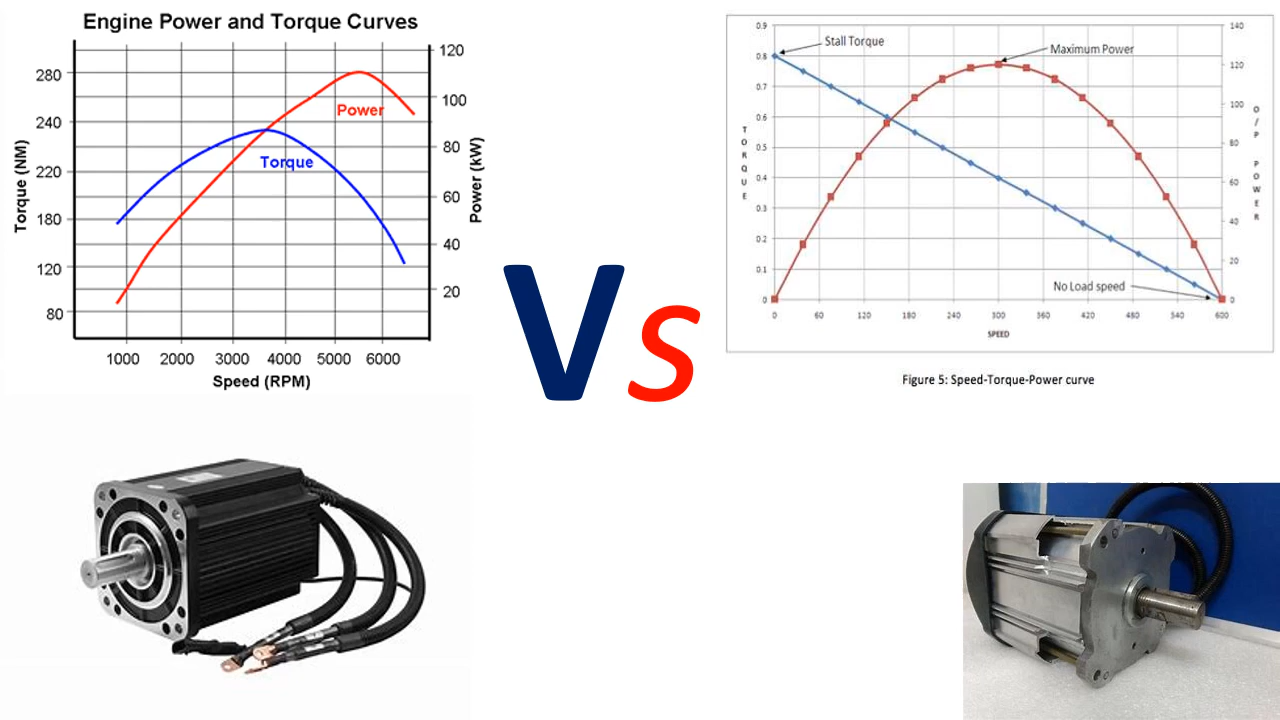 Engine Power and Torque Curves
120
280
100
Power
240
80
Torque
220
60
180
40
120
20
80
Torque (NM)
Power (kW)
1000 2000 3000 4000 5000 6000
Speed (RPM)
Vs
0.9
0.8
0.7
0.6
0.5
0.4
0.3
0.2
0.1
0
140
120
100
80
60
40
20
0
Stall Torque
Maximum Power
No Load speed
TORQUE
O/P POWER
0 60 120 180 240 300 360 420 480 540 600
SPEED
Figure 5: Speed-Torque-Power curve